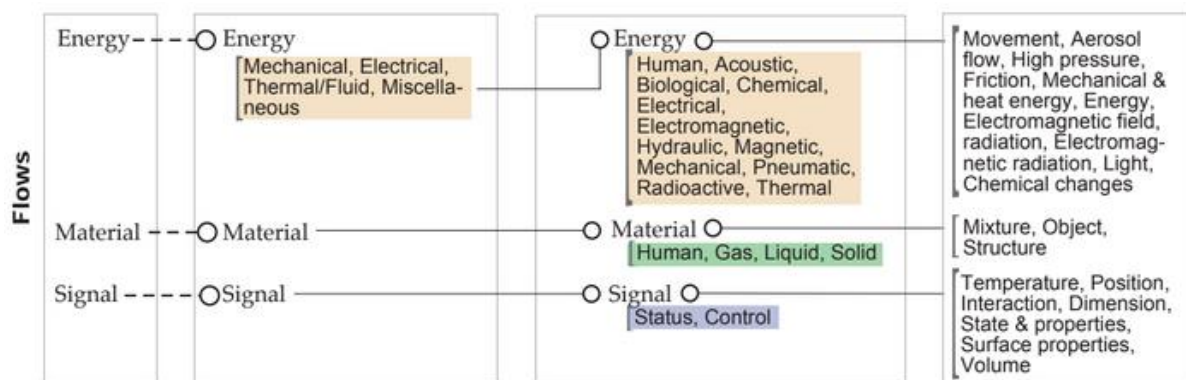 Flows
Energy
Energy
Mechanical, Electrical,
Thermal/Fluid, Miscella-
neous
Energy
Human, Acoustic,
Biological, Chemical,
Electrical,
Electromagnetic,
Hydraulic, Magnetic,
Mechanical, Pneumatic,
Radioactive, Thermal
Movement, Aerosol
flow, High pressure,
Friction, Mechanical &
heat energy, Energy,
Electromagnetic field,
radiation, Electromag-
netic radiation, Light,
Chemical changes
Material
Material
Material
Human, Gas, Liquid, Solid
Mixture, Object,
Structure
Signal
Signal
Signal
Status, Control
Temperature, Position,
Interaction, Dimension,
State & properties,
Surface properties,
Volume